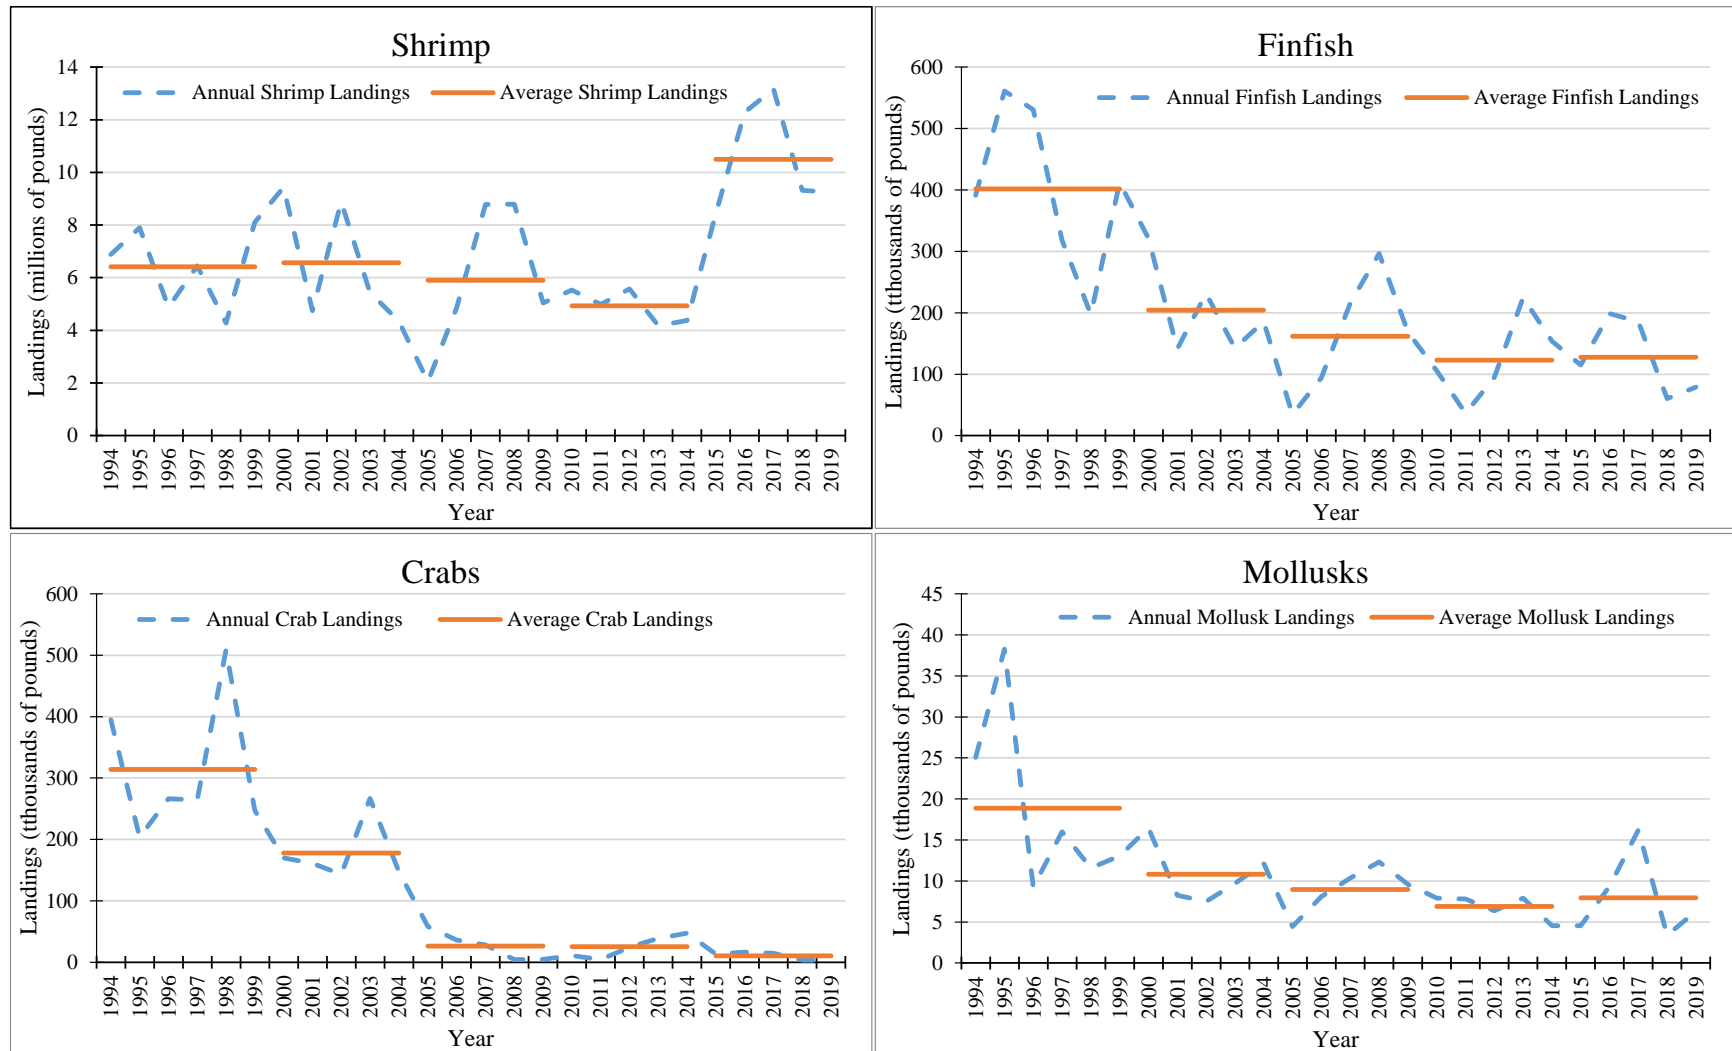 Shrimp
Annual Shrimp Landings Average Shrimp Landings
Landings (millions of pounds)
14
12
10
8
6
4
2
0
1994 1995 1996 1997 1998 1999 2000 2001 2002 2003 2004 2005 2006 2007 2008 2009 2010 2011 2012 2013 2014 2015 2016 2017 2018 2019
Year
Finfish
Annual Finfish Landings Average Finfish Landings
Landings (tthousands of pounds)
600
500
400
300
200
100
0
1994 1995 1996 1997 1998 1999 2000 2001 2002 2003 2004 2005 2006 2007 2008 2009 2010 2011 2012 2013 2014 2015 2016 2017 2018 2019
Year
Crabs
Annual Crab Landings Average Crab Landings
Landings (tthousands of pounds)
600
500
400
300
200
100
0
1994 1995 1996 1997 1998 1999 2000 2001 2002 2003 2004 2005 2006 2007 2008 2009 2010 2011 2012 2013 2014 2015 2016 2017 2018 2019
Year
Mollusks
Annual Mollusk Landings Average Mollusk Landings
Landings (tthousands of pounds)
45
40
35
30
25
20
15
10
5
0
1994 1995 1996 1997 1998 1999 2000 2001 2002 2003 2004 2005 2006 2007 2008 2009 2010 2011 2012 2013 2014 2015 2016 2017 2018 2019
Year